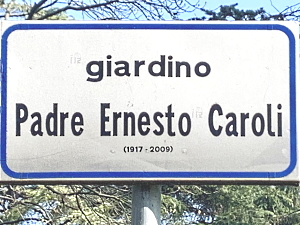 giardino
Padre Ernesto Caroli
(1917 - 2009)